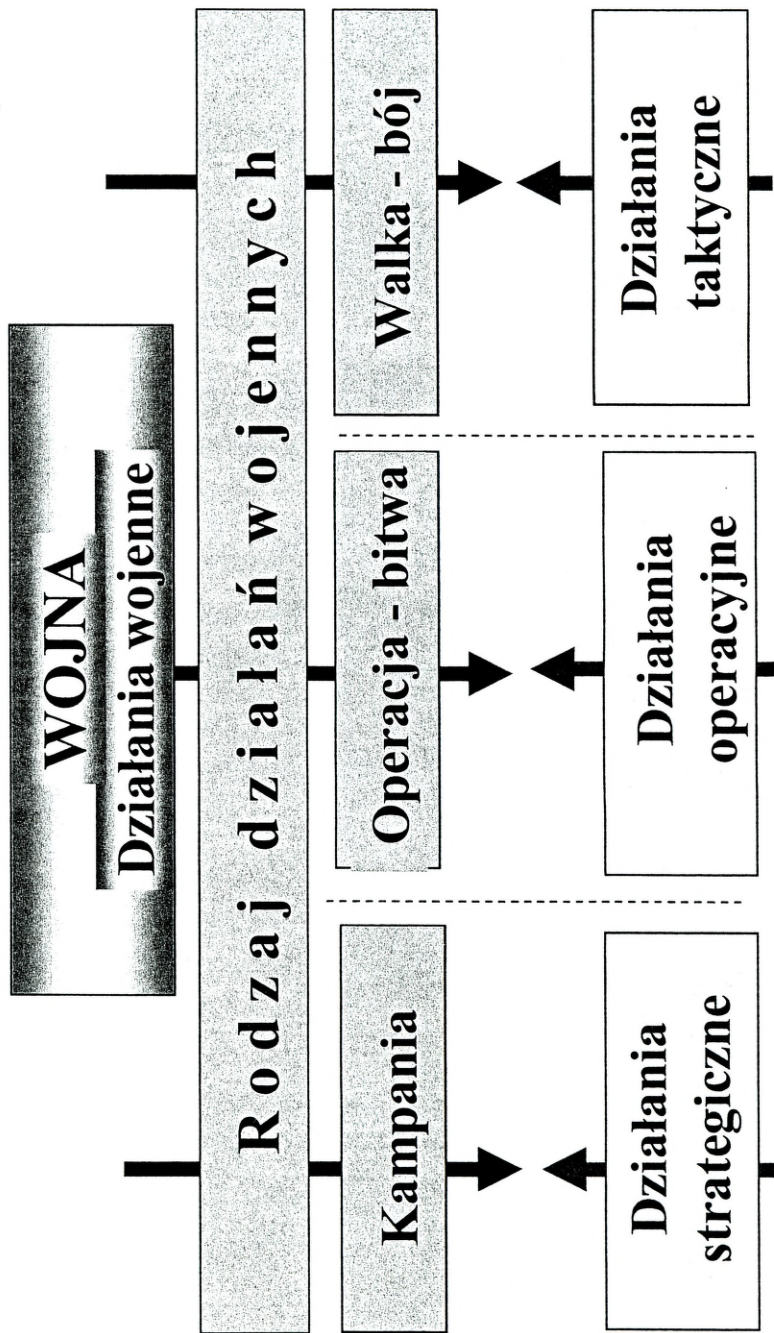 WOJNA
Działania wojenne
Rodzaj działań wojennych
Kampania
Operacja - bitwa
Walka - bój
Działania
strategiczne
Działania
operacyjne
Działania
taktyczne